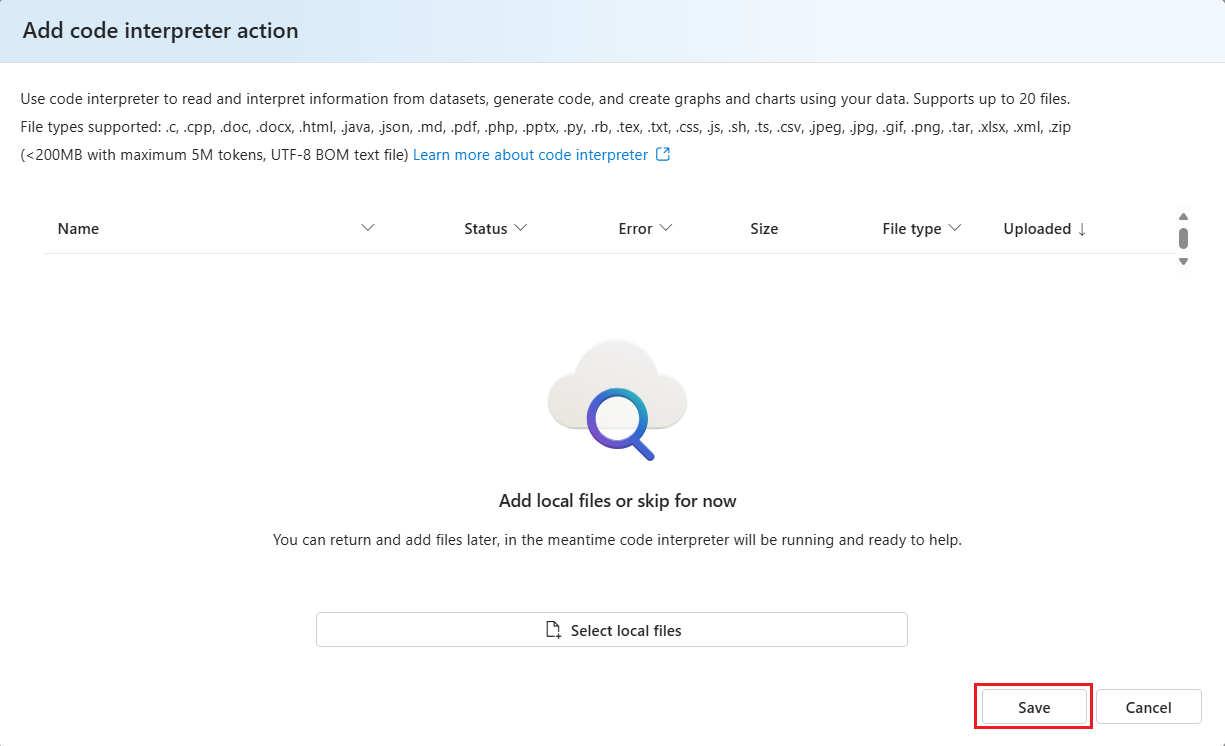 Add code interpreter action
Use code interpreter to read and interpret information from datasets, generate code, and create graphs and charts using your data. Supports up to 20 files.
File types supported: .c, .cpp, .doc, .docx, .html, .java, .json, .md, .pdf, .php, .pptx, .py, .rb, .tex, .txt, .css, .js, .sh, .ts, .csv, .jpeg, .jpg, .gif, .png, .tar, .xlsx, .xml, .zip
(<200MB with maximum 5M tokens, UTF-8 BOM text file) Learn more about code interpreter
Name Status Error Size File type Uploaded ↓
Add local files or skip for now
You can return and add files later, in the meantime code interpreter will be running and ready to help.
Select local files
Save Cancel